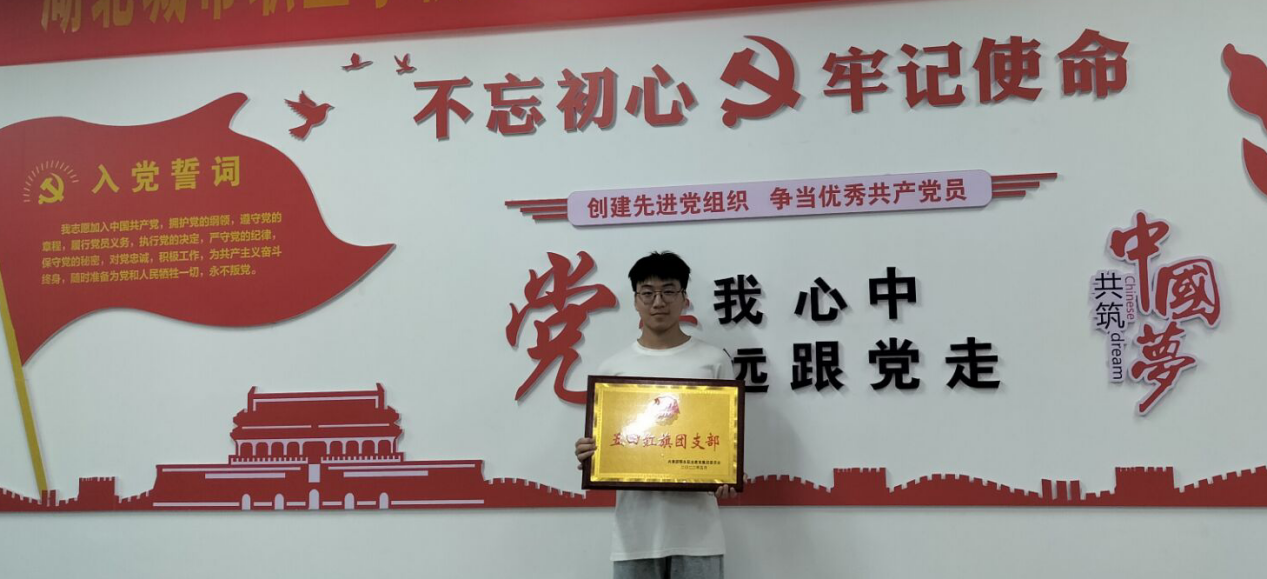 不忘初心 牢记使命
入党誓词
我志愿加入中国共产党，拥护党的纲领，遵守党的
章程，履行党员义务，执行党的决定，严守党的纪律，
保守党的秘密，对党忠诚，积极工作，为共产主义奋斗
终身，随时准备为党和人民牺牲一切，永不叛党。
创建先进党组织 争当优秀共产党员
党
我心中
远跟党走
共筑
Chinese
dream
中國夢
五四红旗团支部